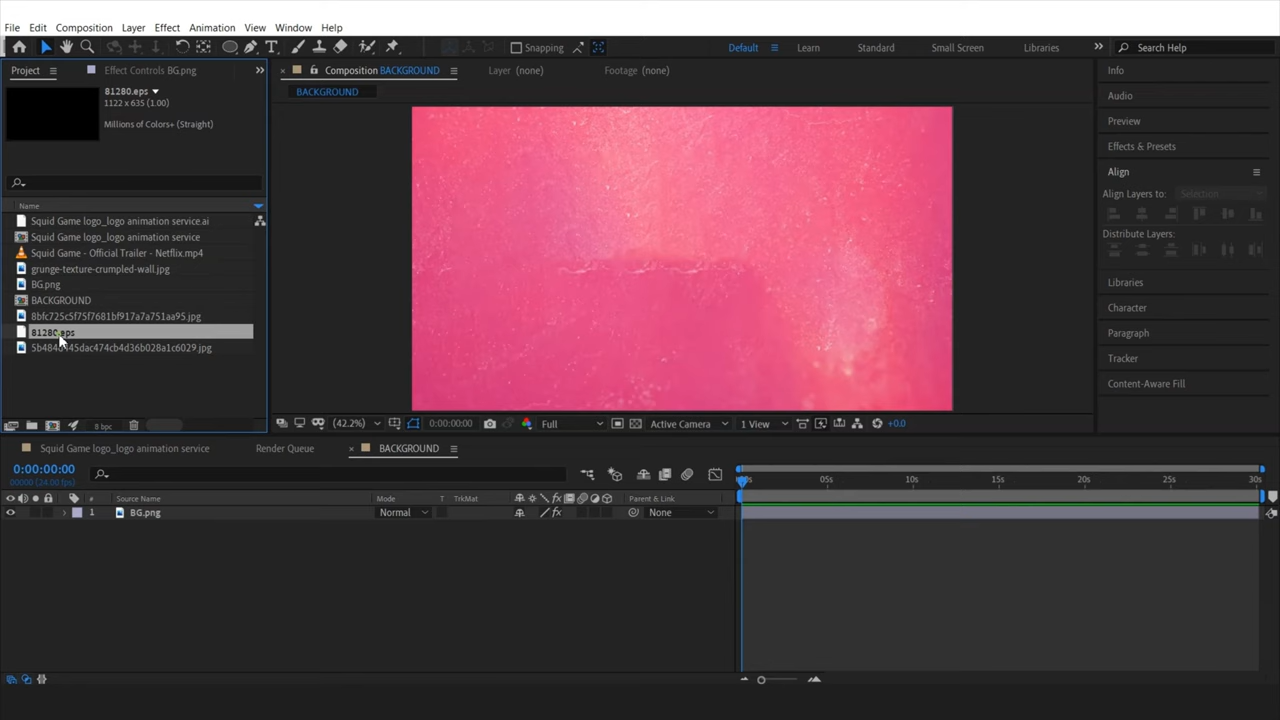 File Edit Composition Layer Effect Animation View Window Help
Snapping Default Learn Standard Small Screen Libraries Search Help
Project Effect Controls BG.png
Composition BACKGROUND Layer (none) Footage (none)
Info
81280.eps
1122 x 635 (1.00)
Millions of Colors+ (Straight)
BACKGROUND
Audio
Preview
Effects & Presets
Align
Align Layers to: Selection
Distribute Layers:
Libraries
Character
Paragraph
Tracker
Content-Aware Fill
Name
Squid Game logo_logo animation service.ai
Squid Game logo_logo animation service
Squid Game - Official Trailer - Netflix.mp4
grunge-texture-crumpled-wall.jpg
BG.png
BACKGROUND
8bfc725c5f75f7681bf917a7a751aa95.jpg
81280.eps
8 bpc
(42.2%) 0:00:00:00 Full Active Camera 1 View +0.0
Squid Game logo_logo animation service Render Queue BACKGROUND
0:00:00:00
00000 (24.00 fps)
05s 10s 15s 20s 25s 30s
# Source Name Mode T TrkMat Parent & Link
1 BG.png Normal None